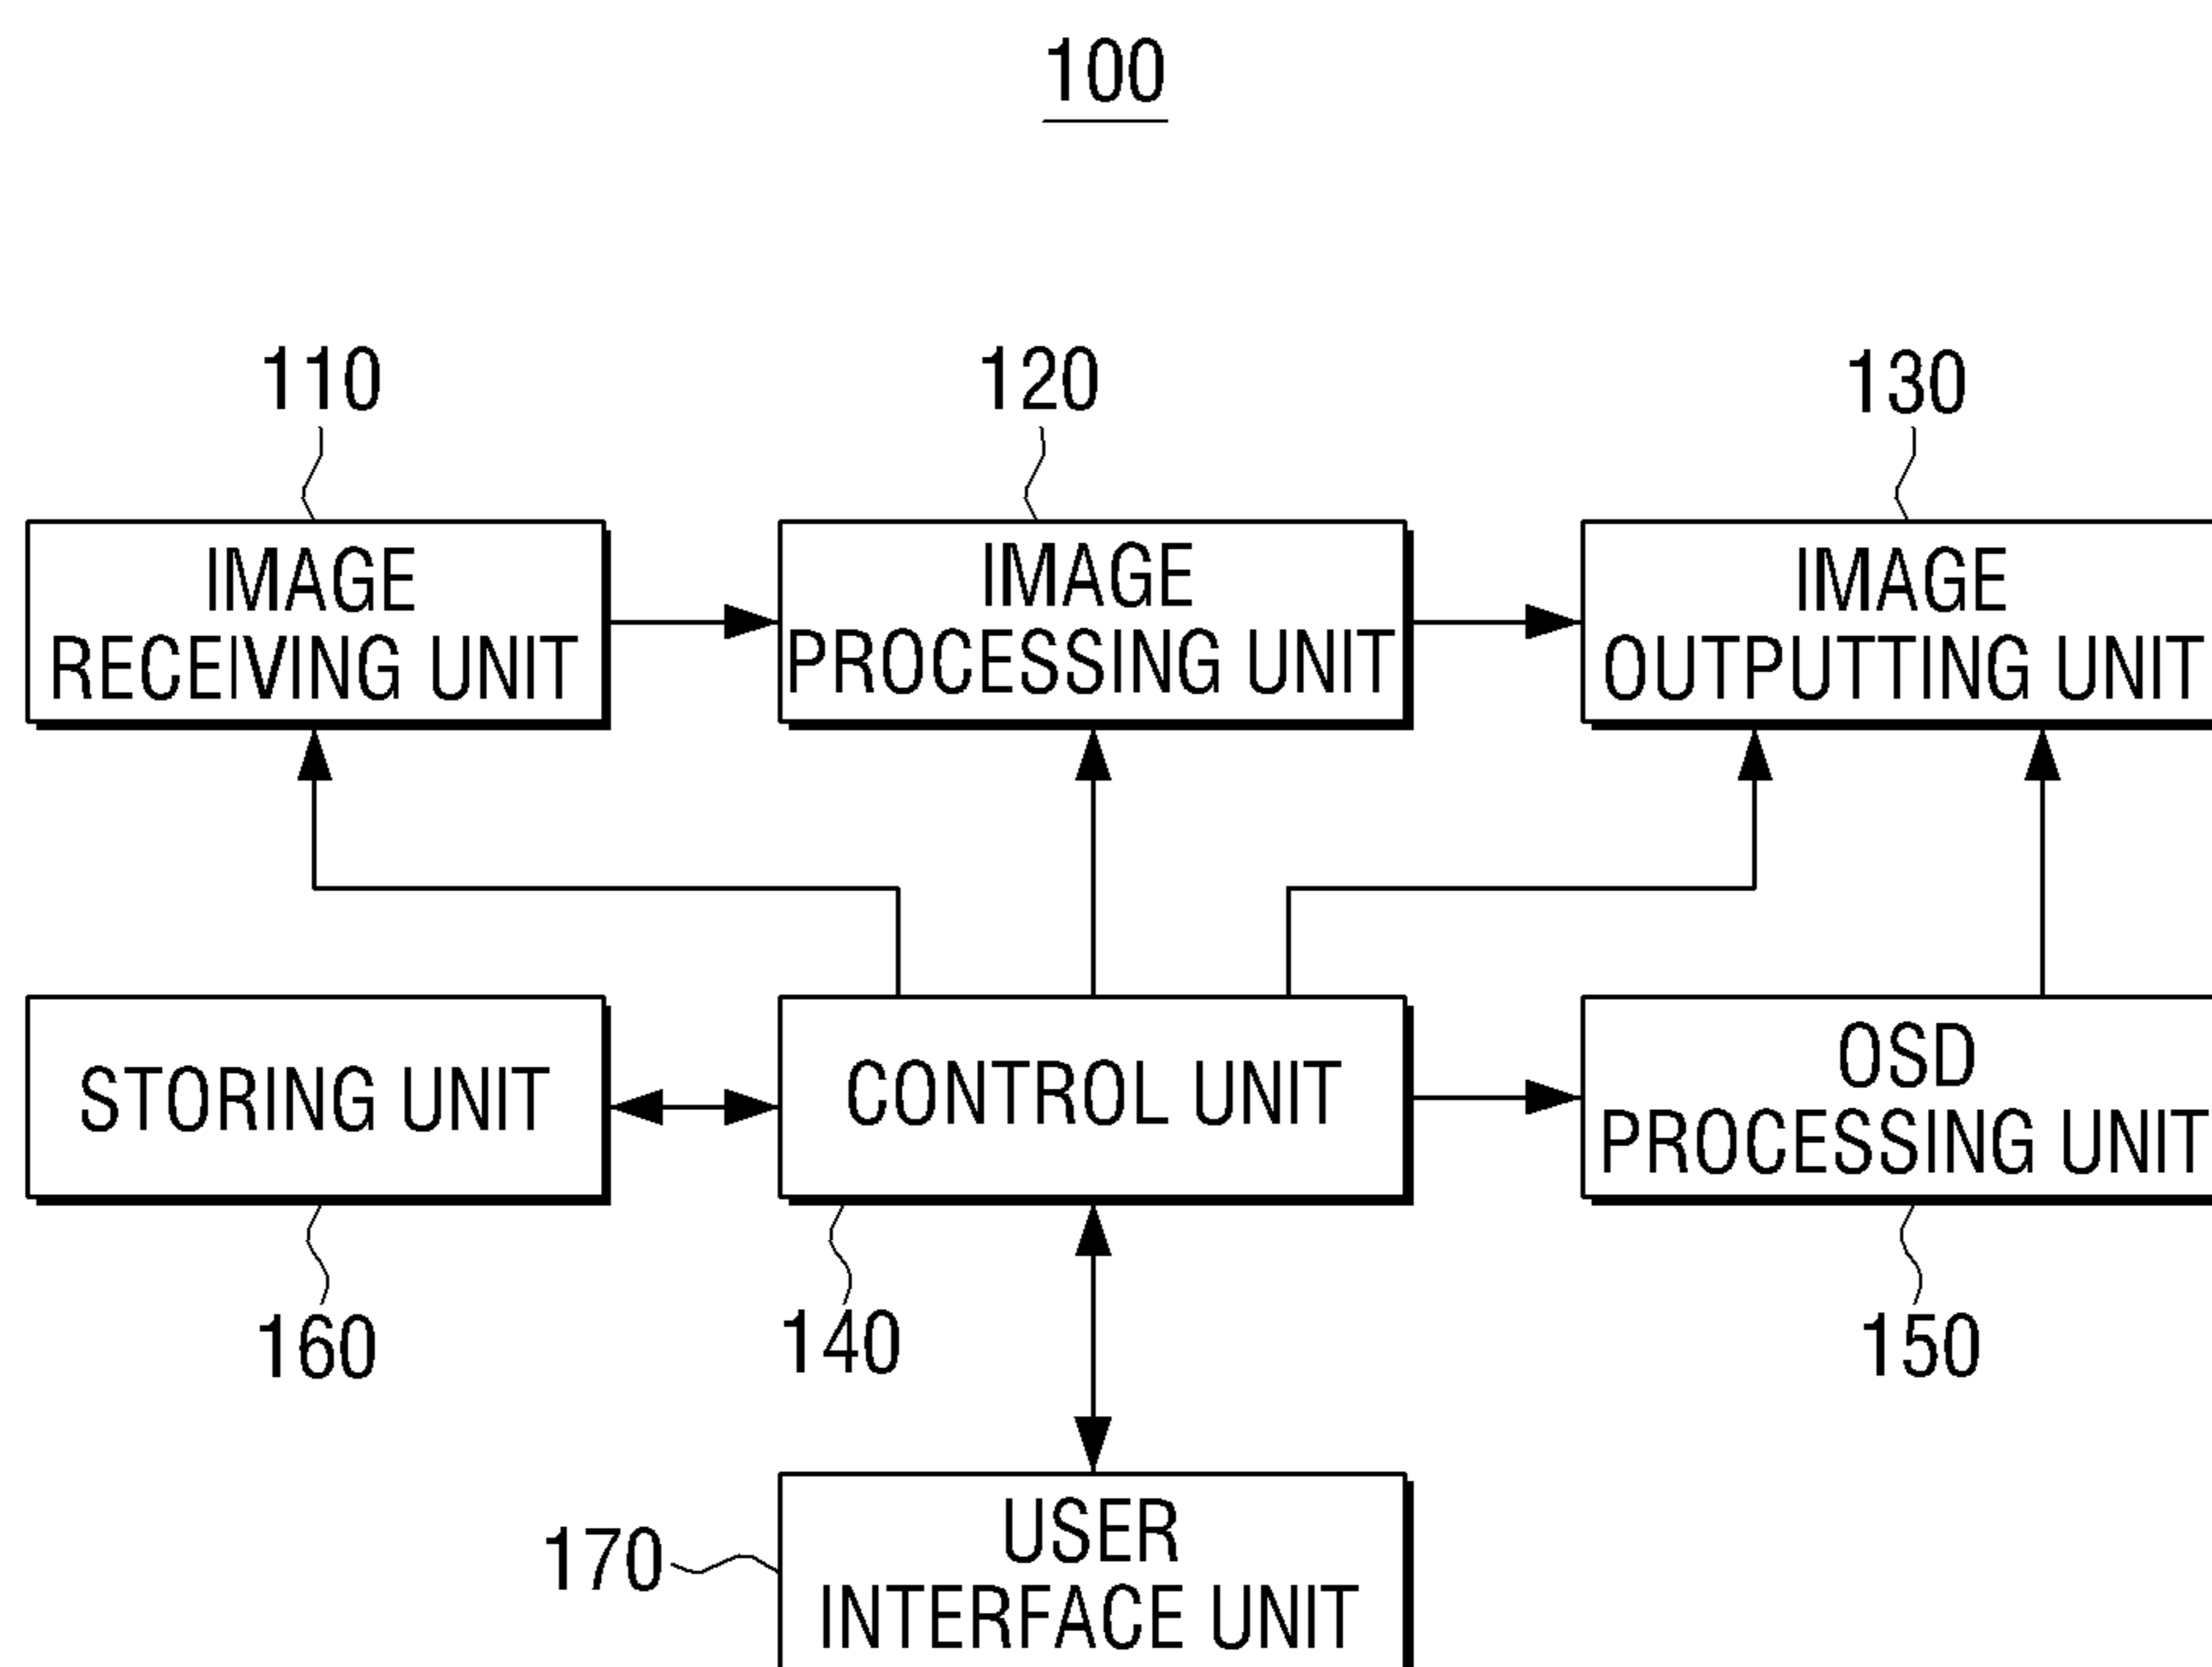 100
110
120
130
IMAGE
RECEIVING UNIT
IMAGE
PROCESSING UNIT
IMAGE
OUTPUTTING UNIT
STORING UNIT
CONTROL UNIT
OSD
PROCESSING UNIT
160
140
150
170
USER
INTERFACE UNIT